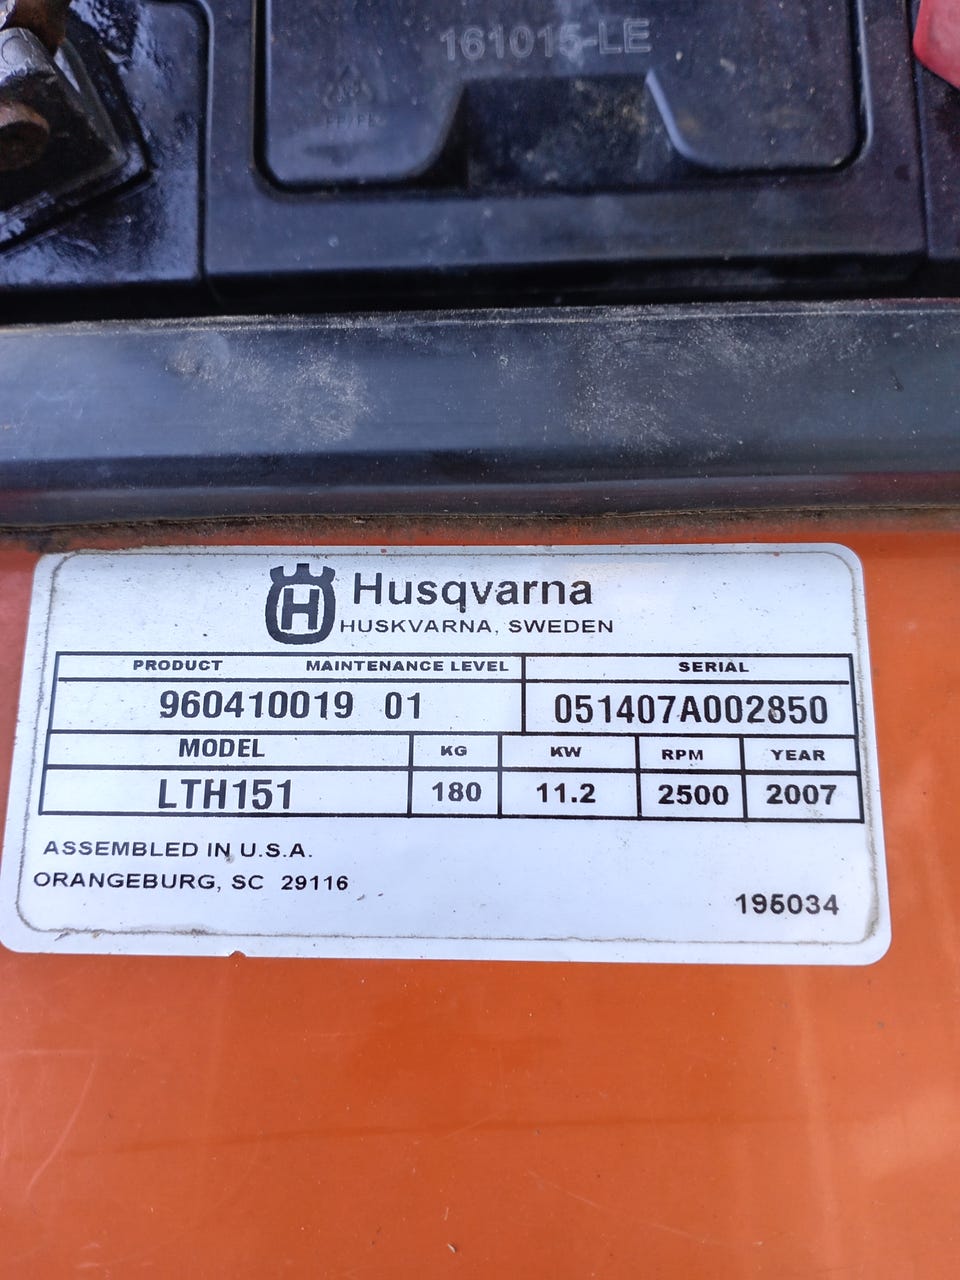 161015-LE
Husqvarna
HUSKVARNA, SWEDEN
PRODUCT MAINTENANCE LEVEL SERIAL
960410019 01 051407A002850
MODEL KG KW RPM YEAR
LTH151 180 11.2 2500 2007
ASSEMBLED IN U.S.A.
ORANGEBURG, SC 29116
195034